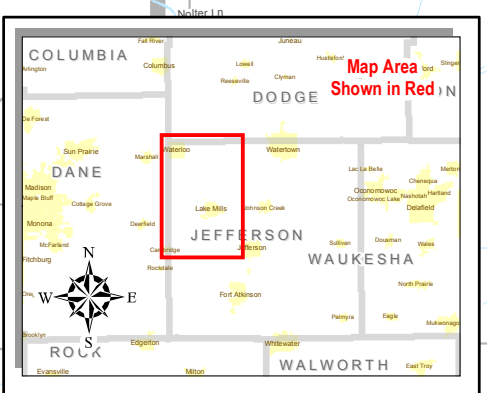 Nolter Ln
Fall River
Juneau
COLUMBIA
Columbus
Lowell
Arlington
Reeseville
Clyman
Map Area
Shown in Red
DODGE
De Forest
Sun Prairie
Marshall
Waterloo
Watertown
DANE
Lac La Belle
Merton
Chenequa
Madison
Maple Bluff
Cottage Grove
Oconomowoc
Nashotah
Hartland
Oconomowoc Lake
Delafield
Lake Mills
Johnson Creek
Monona
Deerfield
JEFFERSON
McFarland
Cambridge
Jefferson
Sullivan
Dousman
Wales
Fitchburg
N
Rockdale
WAUKESHA
W
E
Fort Atkinson
North Prairie
Palmyra
Eagle
Mukwonago
Brooklyn
S
ROCK
Edgerton
Whitewater
WALWORTH
East Troy
Evansville
Milton